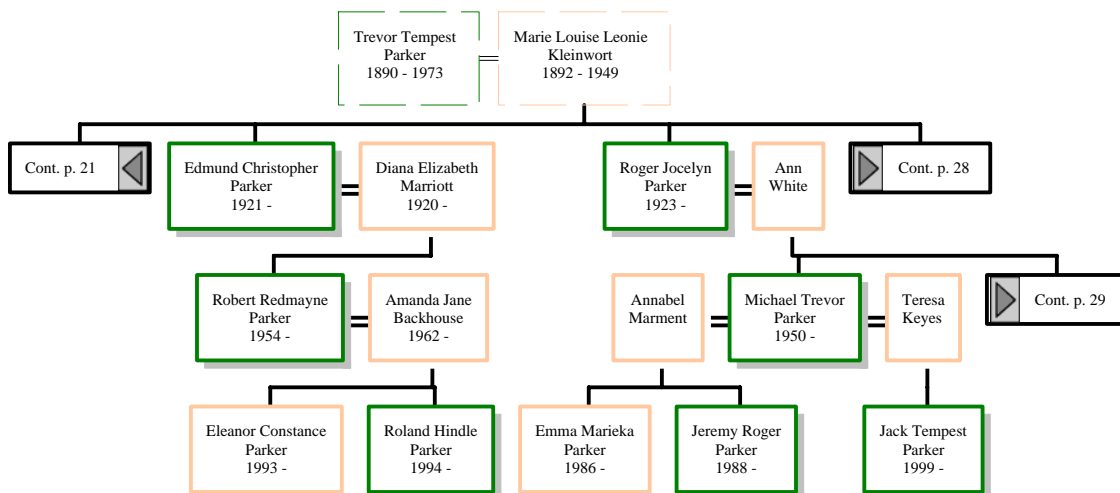 Trevor Tempest
Parker
1890 - 1973
Marie Louise Leonie
Kleinwort
1892 - 1949
Cont. p. 21
Edmund Christopher
Parker
1921 -
Diana Elizabeth
Marriott
1920 -
Roger Jocelyn
Parker
1923 -
Ann
White
Cont. p. 28
Robert Redmayne
Parker
1954 -
Amanda Jane
Backhouse
1962 -
Annabel
Marment
Michael Trevor
Parker
1950 -
Teresa
Keyes
Cont. p. 29
Eleanor Constance
Parker
1993 -
Roland Hindle
Parker
1994 -
Emma Marieka
Parker
1986 -
Jeremy Roger
Parker
1988 -
Jack Tempest
Parker
1999 -